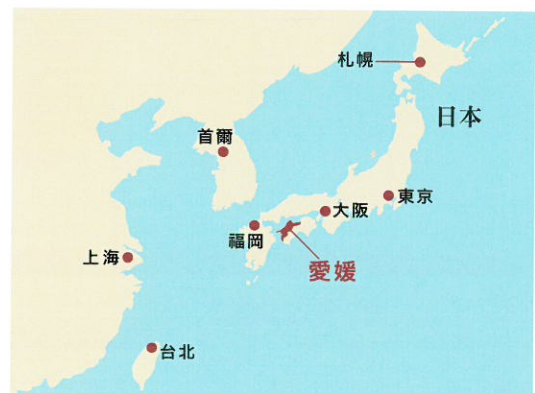 札幌
日本
首爾
東京
大阪
福岡
上海
愛媛
台北